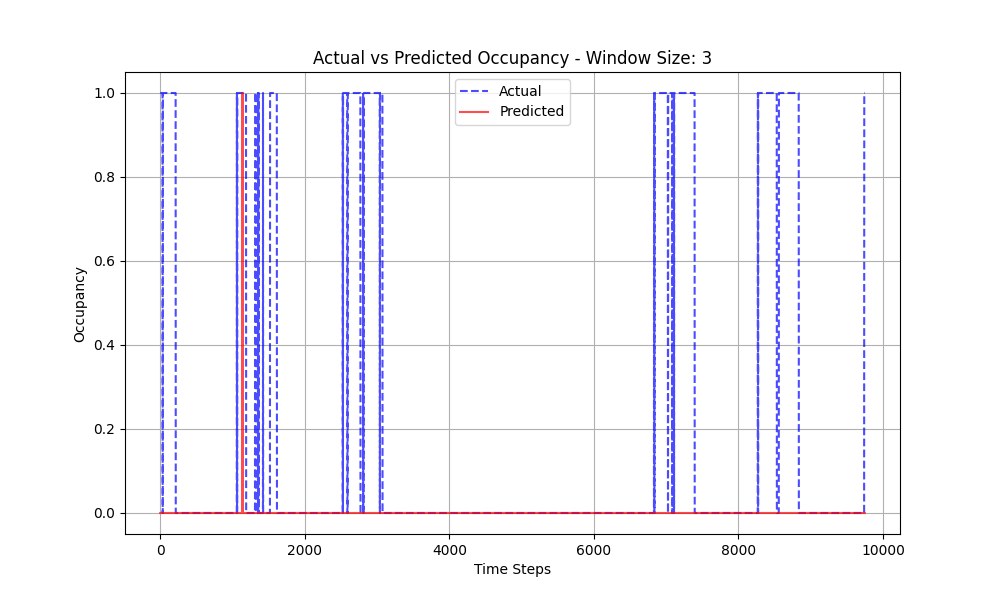 Actual vs Predicted Occupancy - Window Size: 3
Actual
Predicted
1.0
0.8
0.6
0.4
0.2
0.0
Occupancy
0
2000
4000
6000
8000
10000
Time Steps